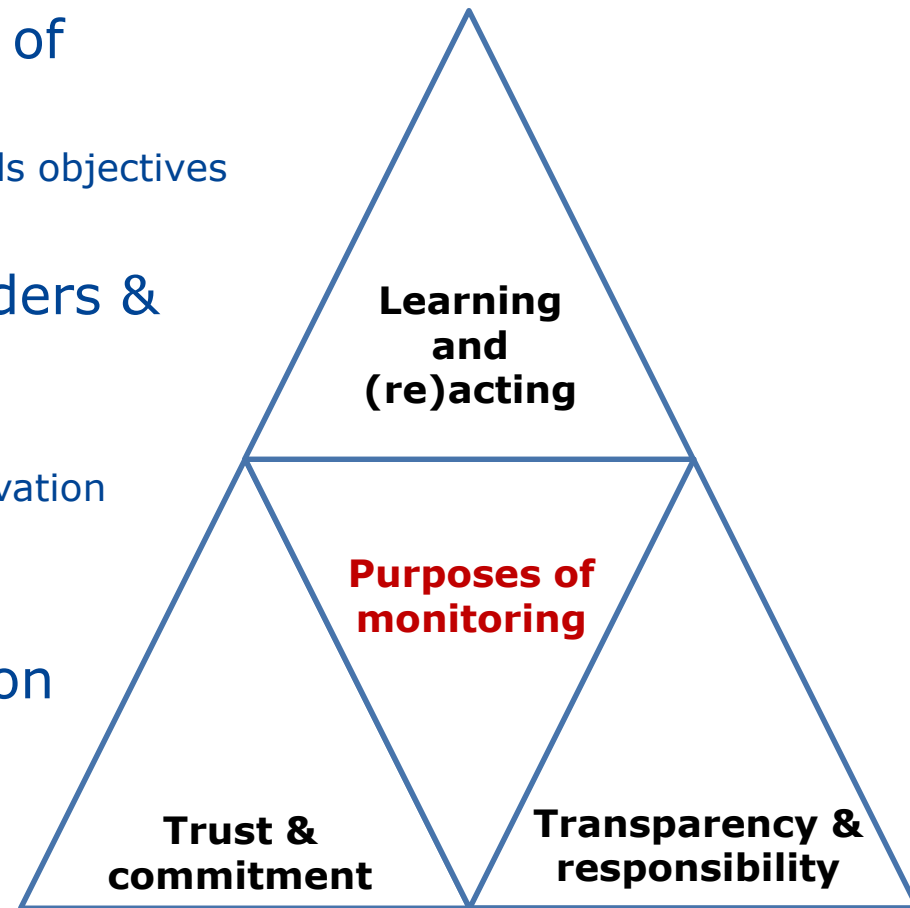 of
ls objectives
ders &
vation
on
Learning
and
(re)acting
Purposes of
monitoring
Trust &
commitment
Transparency &
responsibility